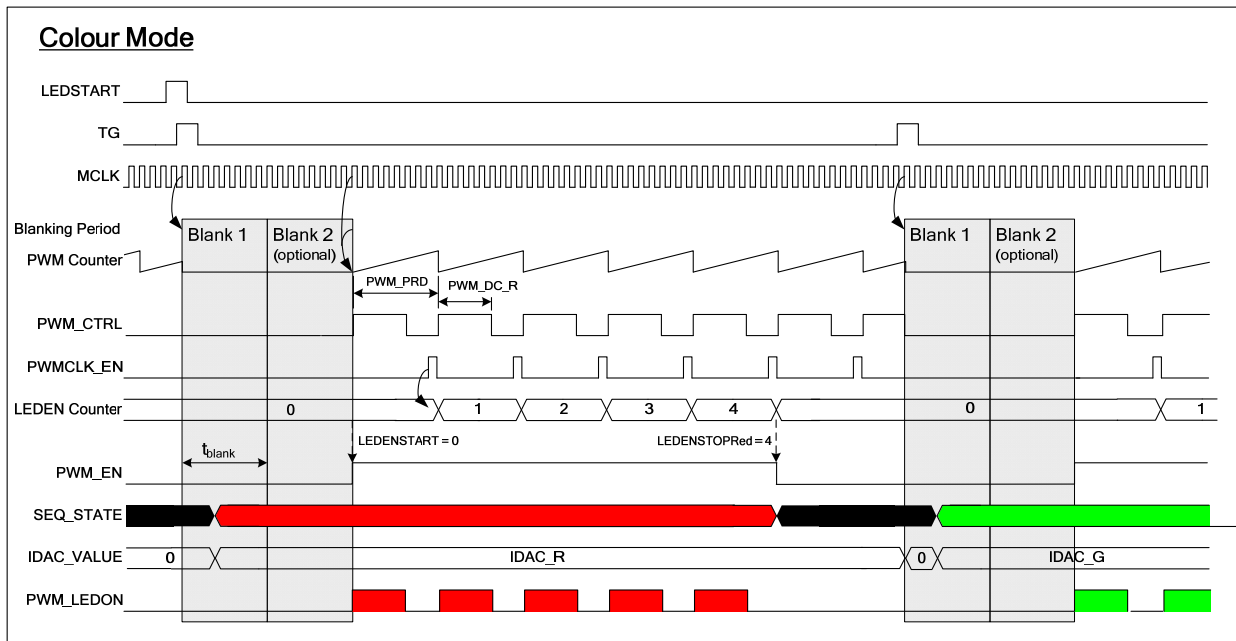 Colour Mode
LEDSTART
TG
MCLK
Blanking Period
Blank 1
Blank 2
(optional)
Blank 1
Blank 2
(optional)
PWM Counter
PWM_PRD
PWM_DC_R
PWM_CTRL
PWMCLK_EN
LEDEN Counter
0
1
2
3
4
0
1
LEDENSTART = 0
LEDENSTOPRed = 4
tblank
PWM_EN
SEQ_STATE
IDAC_VALUE
0
IDAC_R
0
IDAC_G
PWM_LEDON